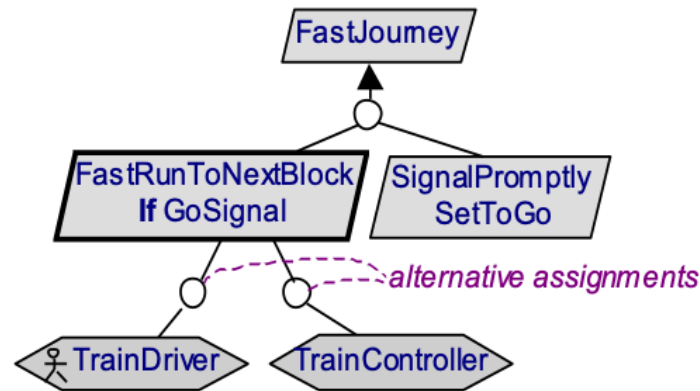 FastJourney
FastRunToNextBlock
If GoSignal
SignalPromptly
SetToGo
alternative assignments
TrainDriver
TrainController